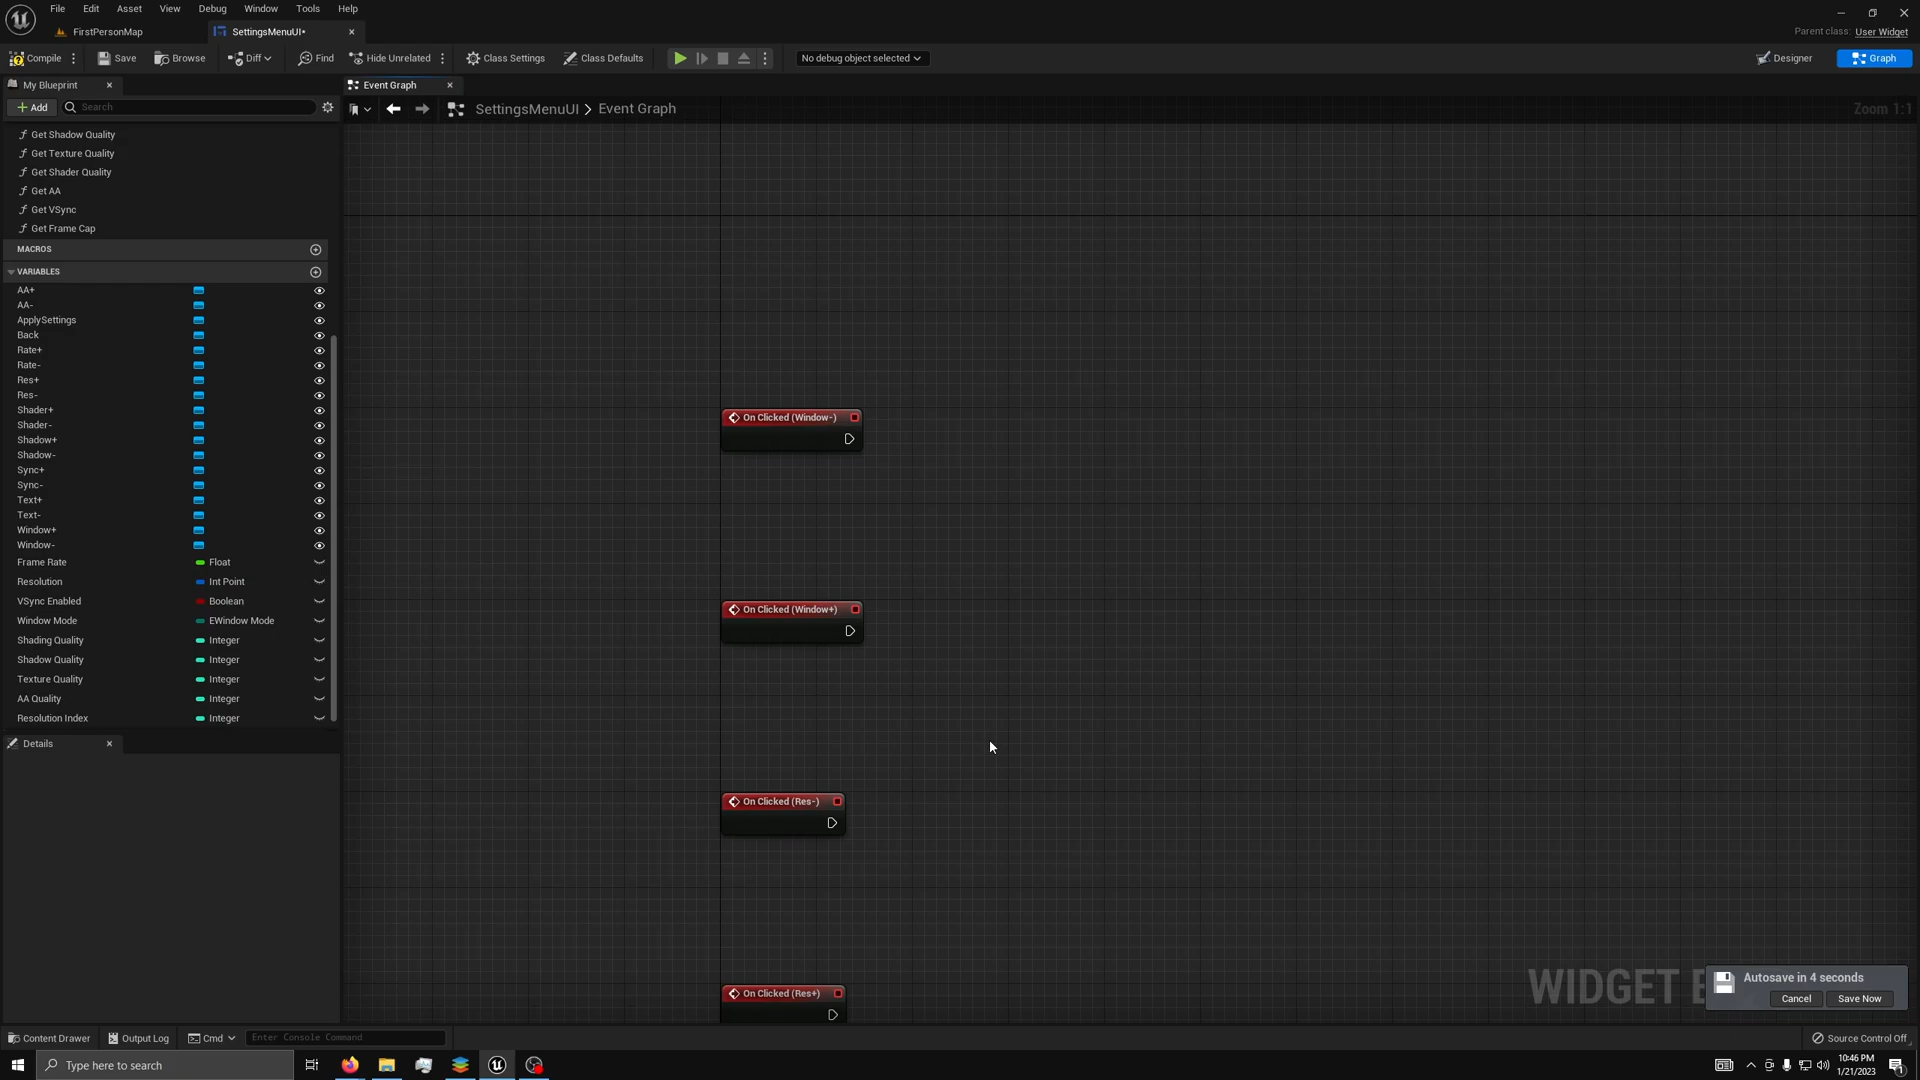 File Edit Asset View Debug Window Tools Help
FirstPersonMap
SettingsMenuUI•
Parent class: User Widget
Compile
Save
Browse
Diff
Find
Hide Unrelated
Class Settings
Class Defaults
No debug object selected
Designer
Graph
My Blueprint
Add
Search
Get Shadow Quality
Get Texture Quality
Get Shader Quality
Get AA
Get VSync
Get Frame Cap
MACROS
VARIABLES
AA+
AA-
ApplySettings
Back
Rate+
Rate-
Res+
Res-
Shader+
Shader-
Shadow+
Shadow-
Sync+
Sync-
Text+
Text-
Window+
Window-
Frame Rate Float
Resolution Int Point
VSync Enabled Boolean
Window Mode EWindow Mode
Shading Quality Integer
Shadow Quality Integer
Texture Quality Integer
AA Quality Integer
Resolution Index Integer
Details
Event Graph
SettingsMenuUI > Event Graph
Zoom 1:1
On Clicked (Window-)
On Clicked (Window+)
On Clicked (Res-)
On Clicked (Res+)
WIDGET
Autosave in 4 seconds
Cancel
Save Now
Content Drawer
Output Log
Cmd
Enter Console Command
Source Control Off
Type here to search
10:46 PM
1/21/2023